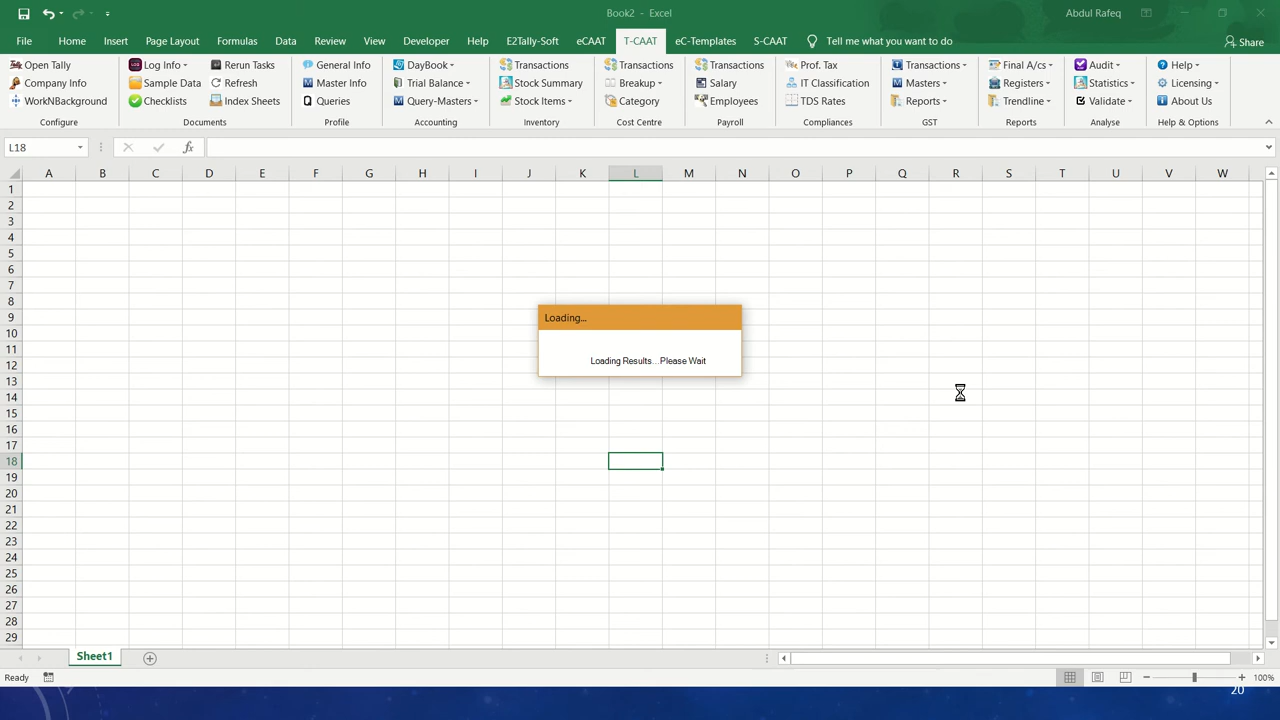 Book2 - Excel
Abdul Rafeq
File Home Insert Page Layout Formulas Data Review View Developer Help E2Tally-Soft eCAAT T-CAAT eC-Templates S-CAAT Tell me what you want to do Share
Open Tally Log Info Rerun Tasks General Info DayBook Transactions Transactions Transactions Prof. Tax Transactions Final A/cs Audit Help
Company Info Sample Data Refresh Master Info Trial Balance Stock Summary Breakup Salary IT Clasification Masters Registers Statistics Licensing
WorkNBackground Checklists Index Sheets Queries Query-Masters Stock Items Category Employees TDS Rates Reports Trendline Validate About Us
Configure Documents Profile Accounting Inventory Cost Centre Payroll Compliances GST Reports Analyse Help & Options
L18 fx
A B C D E F G H I J K L M N O P Q R S T U V W
1
2
3
4
5
6
7
8
9
Loading...
10
11
12
Loading Results...Please Wait
13
14
15
16
17
18
19
20
21
22
23
24
25
26
27
28
29
Sheet1
Ready 100%
20